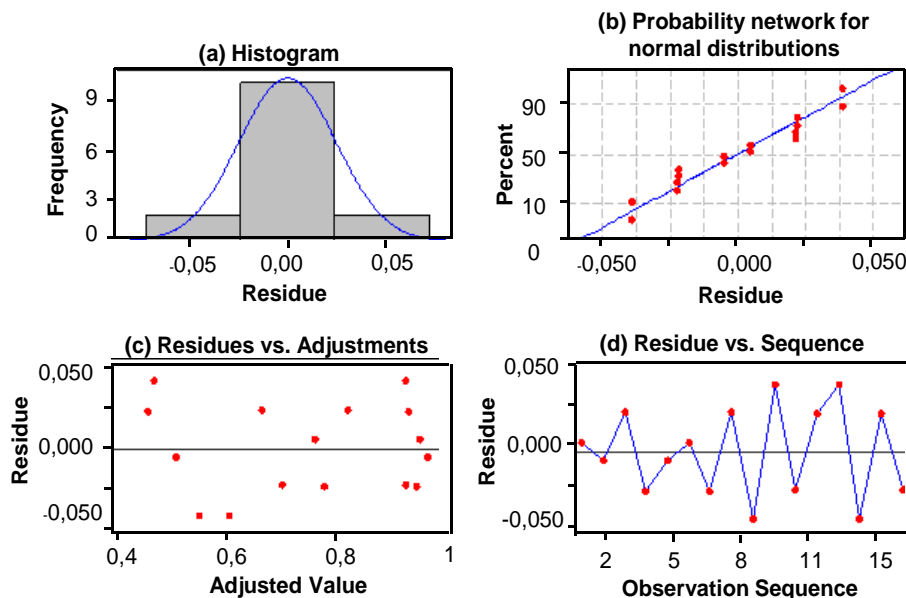 (a) Histogram
Frequency
9
6
3
0
-0,05
0,00
0,05
Residue
(b) Probability network for
normal distributions
Percent
90
50
10
0
-0,050
0,000
0,050
Residue
(c) Residues vs. Adjustments
Residue
0,050
0,000
-0,050
0,4
0,6
0,8
1
Adjusted Value
(d) Residue vs. Sequence
Residue
0,050
0,000
-0,050
2
5
8
11
15
Observation Sequence